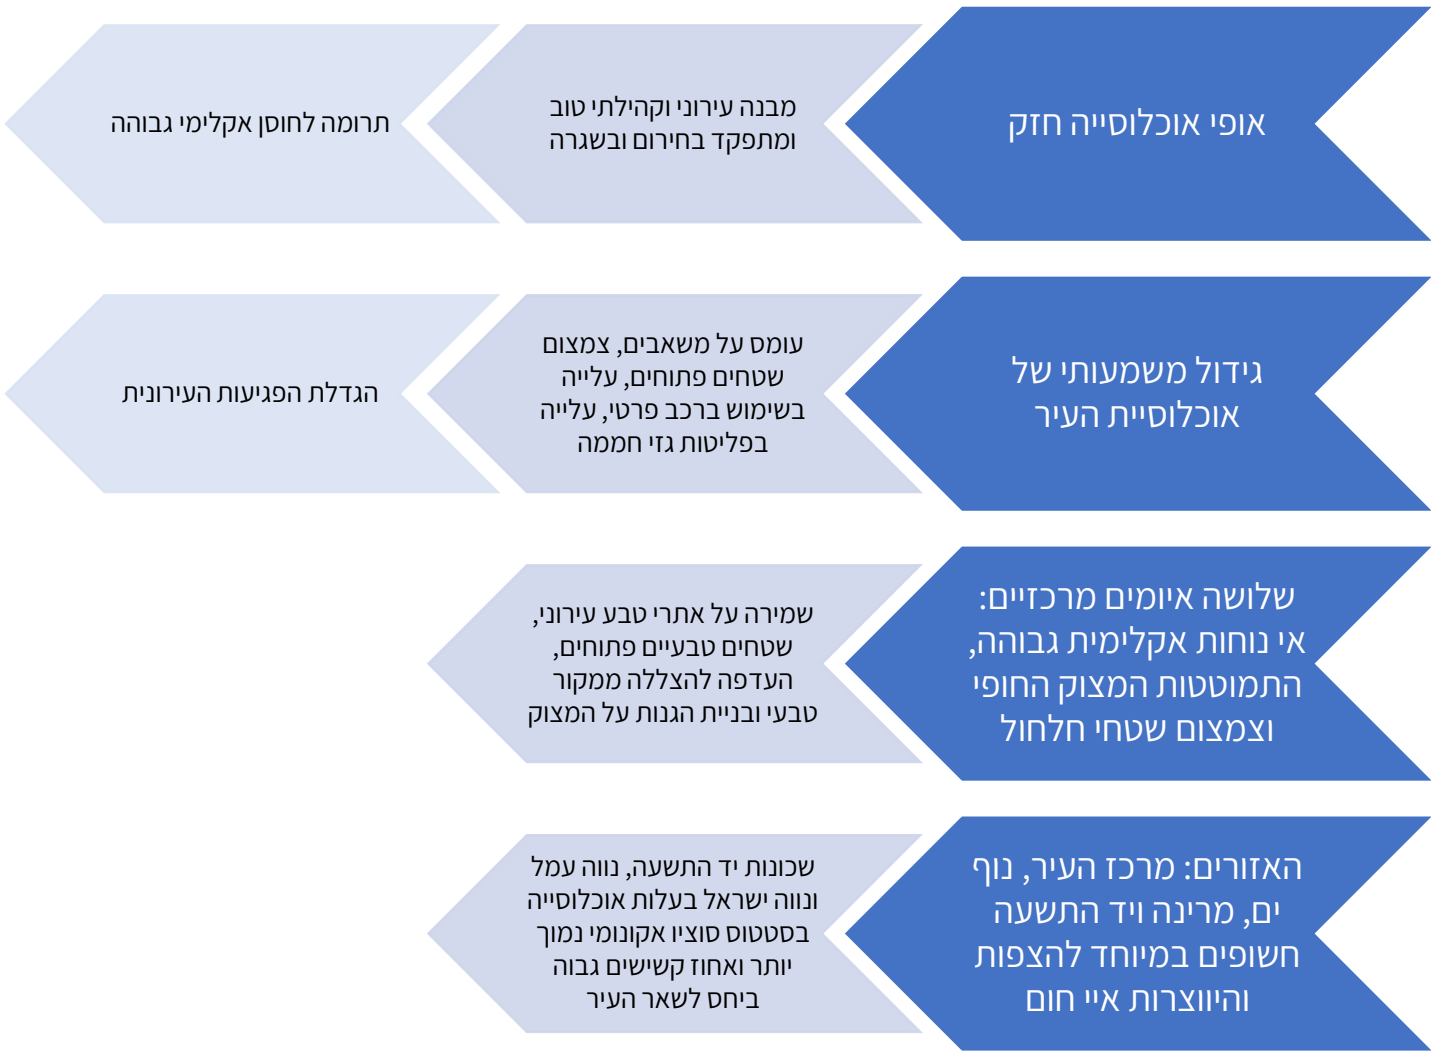 אופי אוכלוסייה חזק
מבנה עירוני וקהילתי טוב
ומתפקד בחירום ובשגרה
תרומה לחוסן אקלימי גבוהה
גידול משמעותי של
אוכלוסיית העיר
עומס על משאבים, צמצום
שטחים פתוחים, עלייה
בשימוש ברכב פרטי, עלייה
בפליטות גזי חממה
הגדלת הפגיעות העירונית
שלושה איומים מרכזיים:
אי נוחות אקלימית גבוהה,
התמוטטות המצוק החופי
וצמצום שטחי חלחול
שמירה על אתרי טבע עירוני,
שטחים טבעיים פתוחים,
העדפה להצללה ממקור
טבעי ובניית הגנות על המצוק
האזורים: מרכז העיר, נוף
ים, מרינה ויד התשעה
חשופים במיוחד להצפות
והיווצרות איי חום
שכונות יד התשעה, נווה עמל
ונווה ישראל בעלות אוכלוסייה
בסטטוס סוציו אקונומי נמוך
יותר ואחוז קשישים גבוה
ביחס לשאר העיר